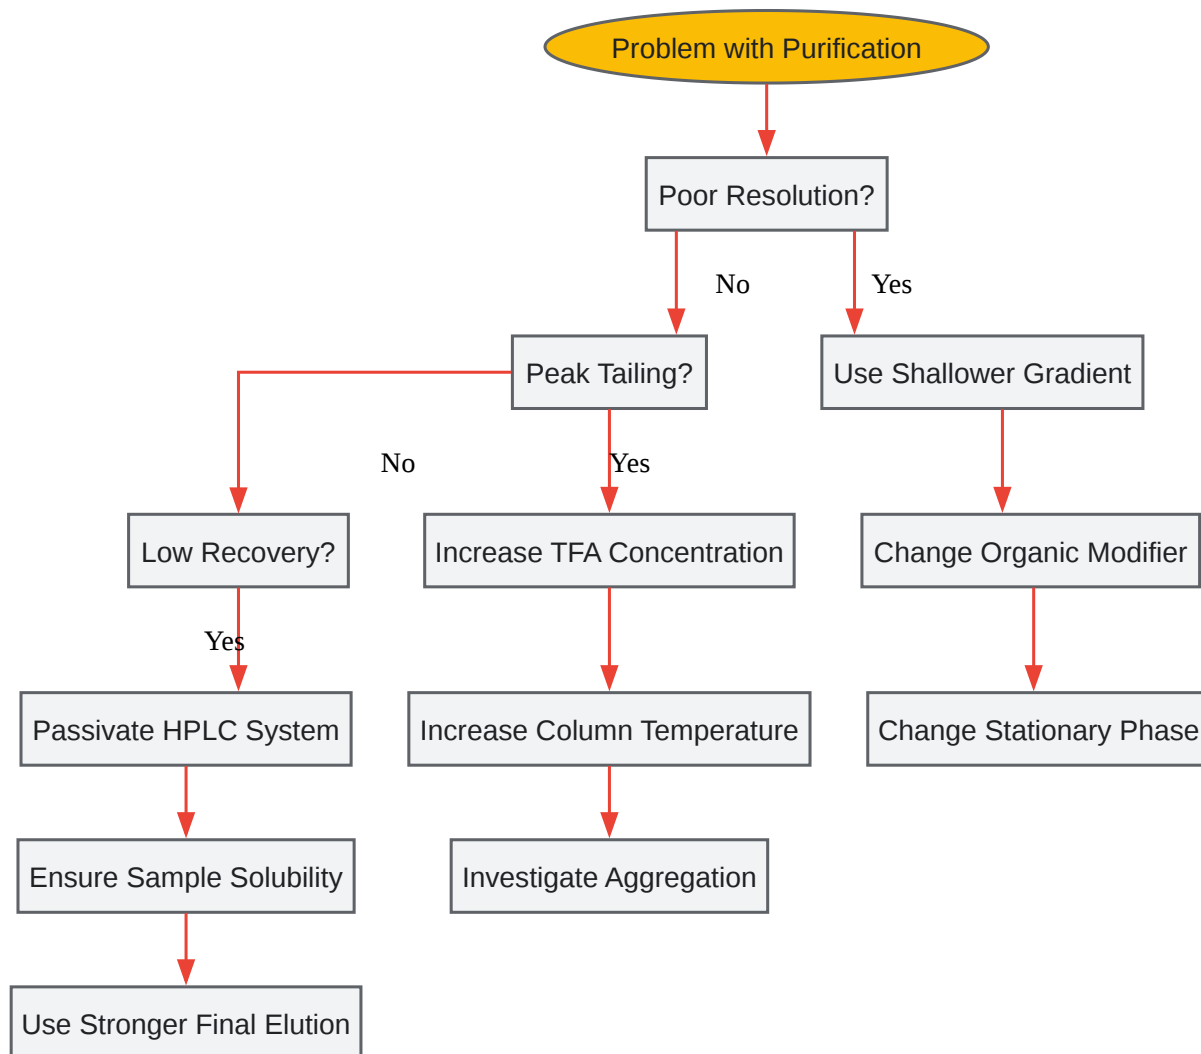 Problem with Purification
Poor Resolution?
No
Yes
Peak Tailing?
Use Shallower Gradient
No
Yes
Low Recovery?
Increase TFA Concentration
Change Organic Modifier
Yes
Passivate HPLC System
Increase Column Temperature
Change Stationary Phase
Ensure Sample Solubility
Investigate Aggregation
Use Stronger Final Elution